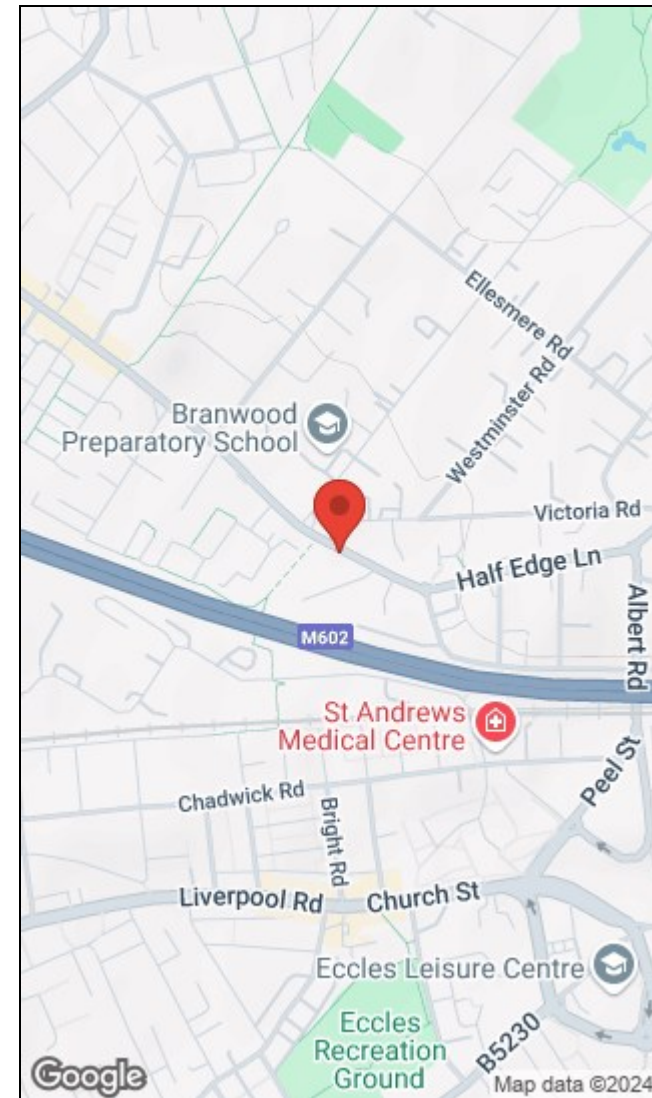 Ellesmere Rd
Westminster Rd
Branwood
Preparatory School
Victoria Rd
Half Edge Ln
Albert Rd
M602
St Andrews
Medical Centre
Peel St
Chadwick Rd
Bright Rd
Liverpool Rd
Church St
Eccles Leisure Centre
Eccles
Recreation
Ground
B5230
Google
Map data ©2024